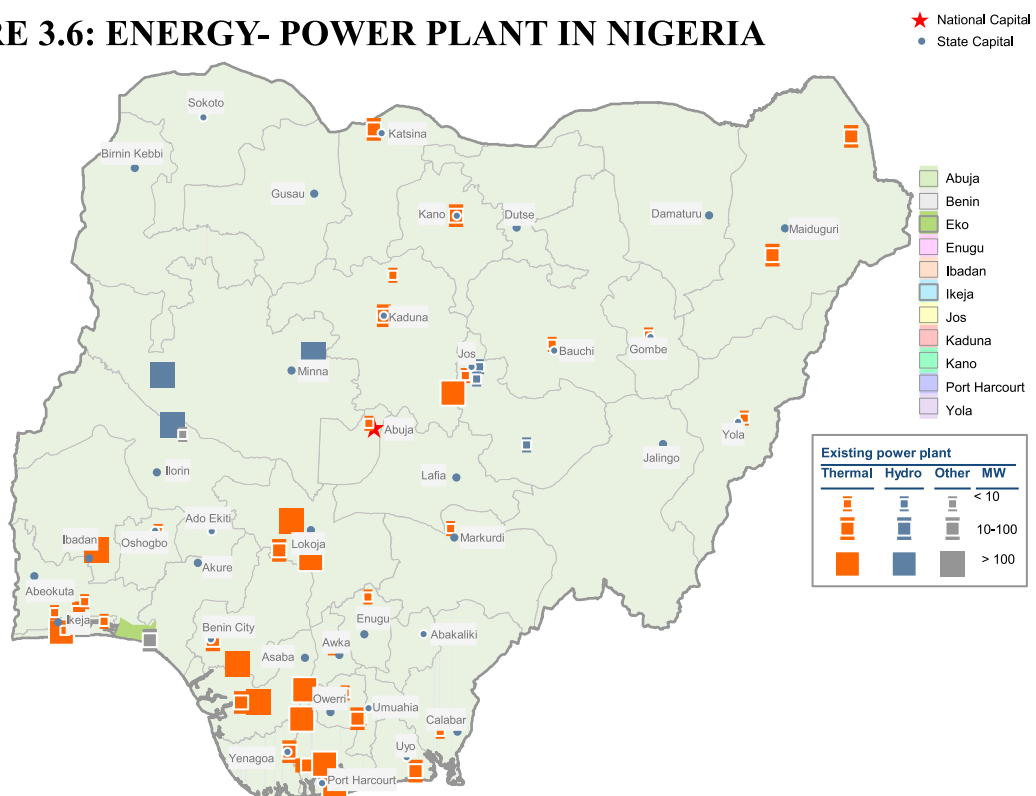 RE 3.6: ENERGY- POWER PLANT IN NIGERIA
National Capital
State Capital
Sokoto
Katsina
Birnin Kebbi
Gusau
Kano
Dutse
Damaturu
Maiduguri
Kaduna
Jos
Bauchi
Gombe
Minna
Abuja
Yola
Jalingo
Ilorin
Lafia
Ado Ekiti
Ibadan
Oshogbo
Lokoja
Markurdi
Akure
Abeokuta
Ikeja
Enugu
Benin City
Abakaliki
Awka
Asaba
Owerri
Umuahia
Calabar
Uyo
Yenagoa
Port Harcourt
Abuja
Benin
Eko
Enugu
Ibadan
Ikeja
Jos
Kaduna
Kano
Port Harcourt
Yola
Existing power plant
Thermal Hydro Other MW
< 10
10-100
> 100